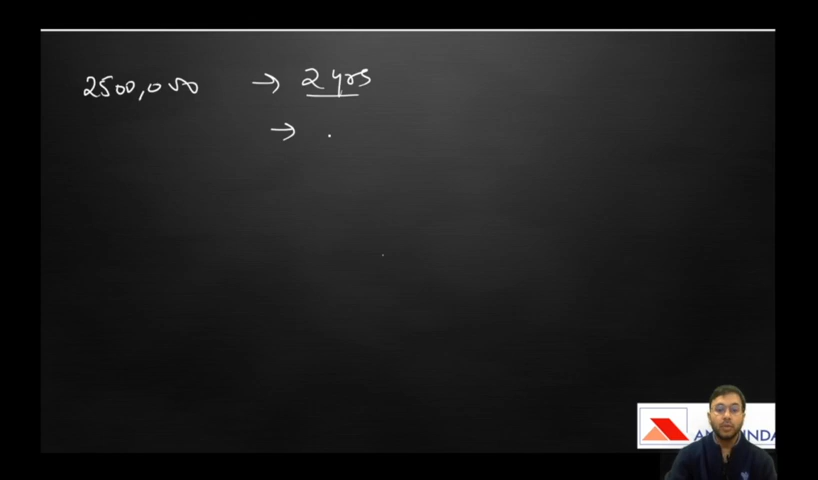 2500,000 → 2 yrs
→ .